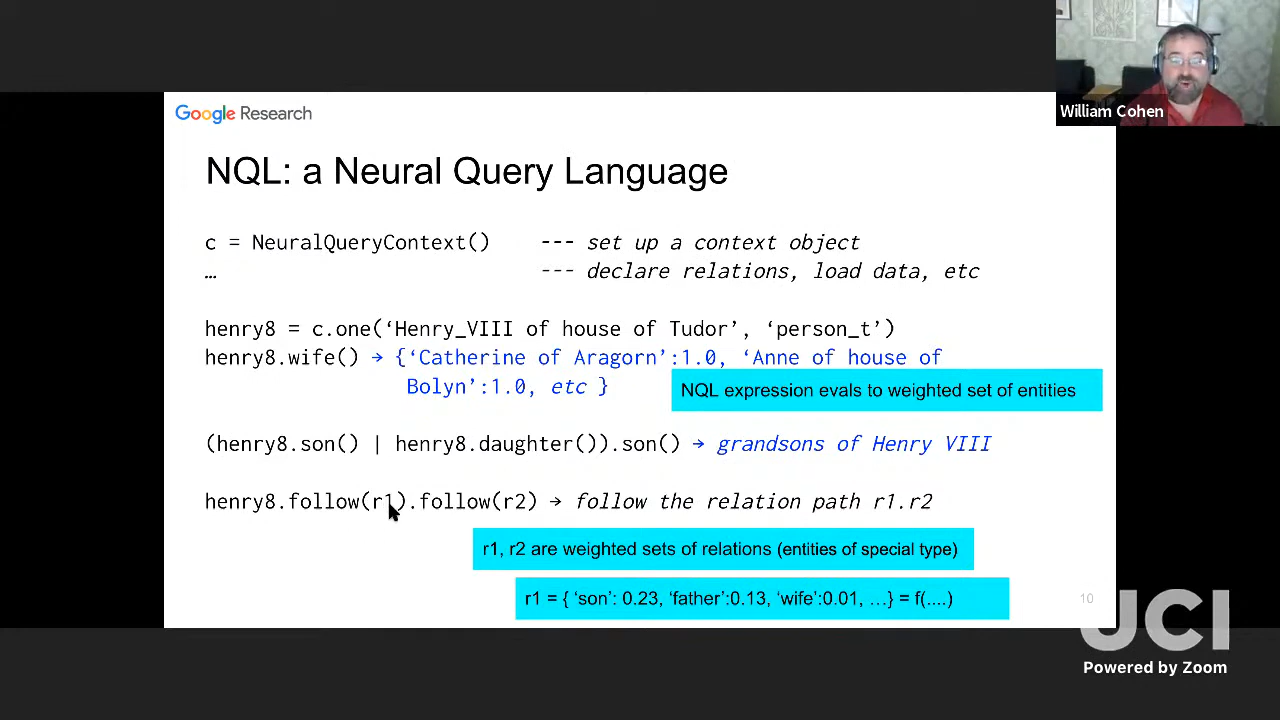 William Cohen
Google Research
NQL: a Neural Query Language
c = NeuralQueryContext() --- set up a context object
… --- declare relations, load data, etc
henry8 = c.one(‘Henry_VIII of house of Tudor’, ‘person_t’)
henry8.wife() → {‘Catherine of Aragorn’:1.0, ‘Anne of house of
Bolyn’:1.0, etc }
NQL expression evals to weighted set of entities
(henry8.son() | henry8.daughter()).son() → grandsons of Henry VIII
henry8.follow(r1).follow(r2) → follow the relation path r1.r2
r1, r2 are weighted sets of relations (entities of special type)
r1 = { ‘son’: 0.23, ‘father’:0.13, ‘wife’:0.01, …} = f(....)
10
UCI
Powered by Zoom